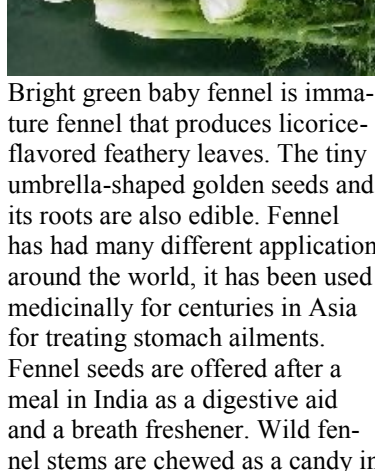 Bright green baby fennel is imma-
ture fennel that produces licorice-
flavored feathery leaves. The tiny
umbrella-shaped golden seeds and
its roots are also edible. Fennel
has had many different application
around the world, it has been used
medicinally for centuries in Asia
for treating stomach ailments.
Fennel seeds are offered after a
meal in India as a digestive aid
and a breath freshener. Wild fen-
nel stems are chewed as a candy in